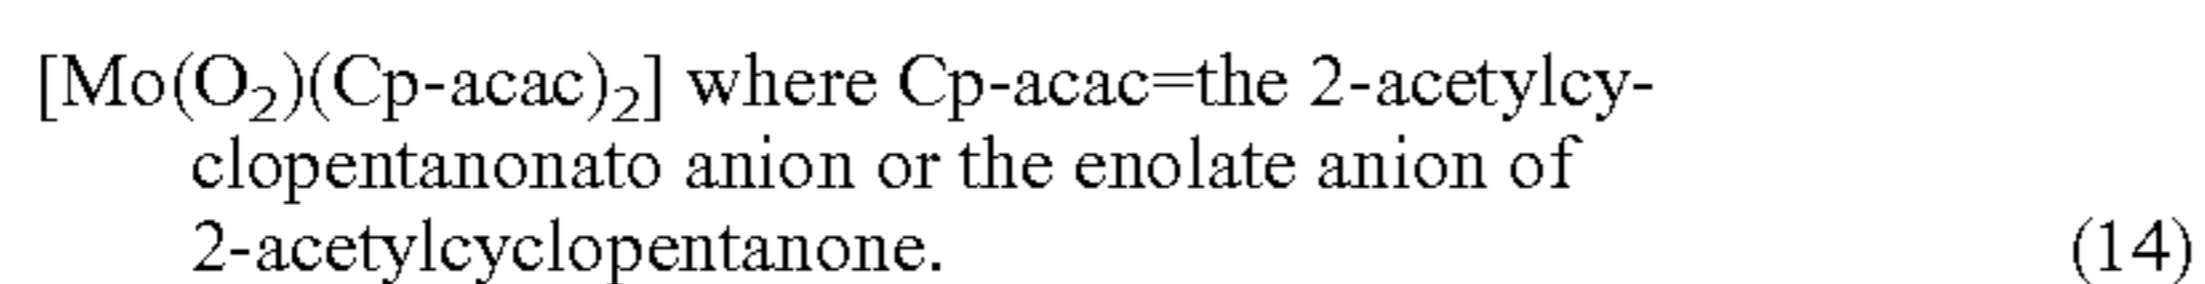 [Mo(O₂)(Cp-acac)₂] where Cp-acac=the 2-acetylcy-
clopentanonato anion or the enolate anion of
2-acetylcyclopentanone. (14)